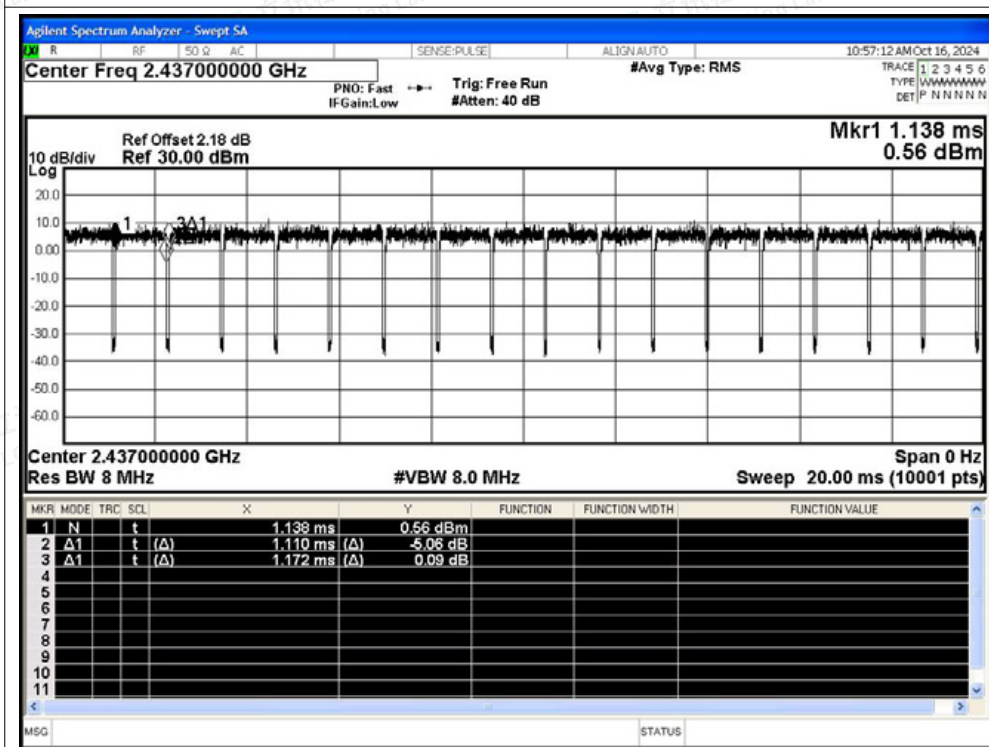 Agilent Spectrum Analyzer - Swept SA
R RF 50 Ω AC SENSE:PULSE ALIGN AUTO 10:57:12 AM Oct 16, 2024
Center Freq 2.437000000 GHz
PNO: Fast
IFGain:Low
Trig: Free Run
#Atten: 40 dB
#Avg Type: RMS
TRACE 1 2 3 4 5 6
TYPE WWWWWWW
DET P N N N N N
Mkr1 1.138 ms
0.56 dBm
Ref Offset 2.18 dB
10 dB/div Ref 30.00 dBm
Log
20.0
10.0
0.00
-10.0
-20.0
-30.0
-40.0
-50.0
-60.0
1 3Δ1
Center 2.437000000 GHz Span 0 Hz
Res BW 8 MHz #VBW 8.0 MHz Sweep 20.00 ms (10001 pts)
MKR MODE TRC SCL X Y FUNCTION FUNCTION WIDTH FUNCTION VALUE
1 N t 1.138 ms 0.56 dBm
2 Δ1 t (Δ) 1.110 ms (Δ) -5.06 dB
3 Δ1 t (Δ) 1.172 ms (Δ) 0.09 dB
4
5
6
7
8
9
10
11
MSG STATUS